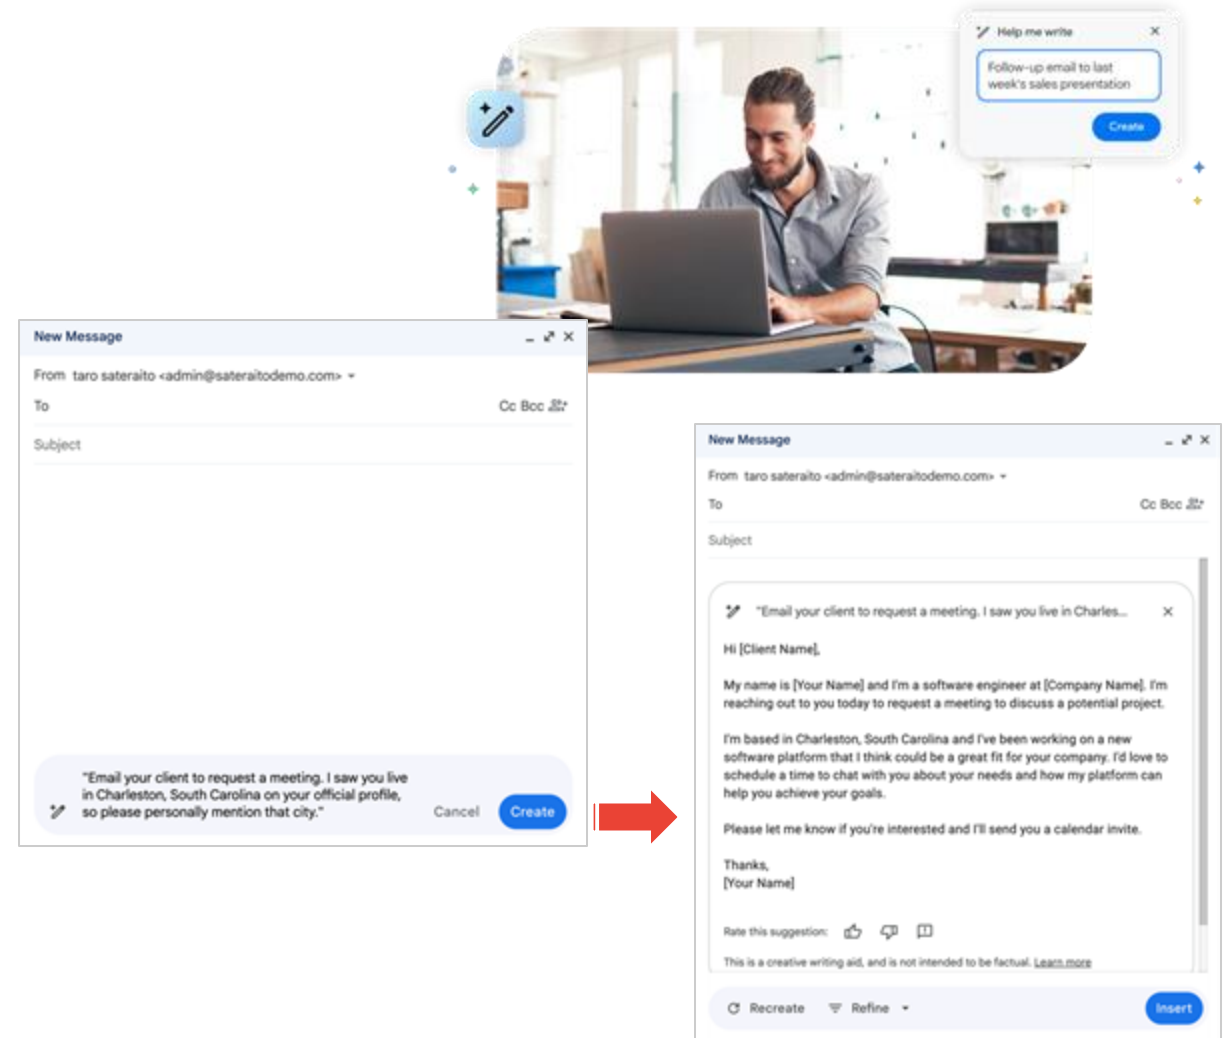 Help me write
Follow-up email to last
week's sales presentation
Create
New Message
From taro sateraito <admin@sateraitodemo.com>
To
Cc Bcc
Subject
"Email your client to request a meeting. I saw you live
in Charleston, South Carolina on your official profile,
so please personally mention that city."
Cancel
Create
New Message
From taro sateraito <admin@sateraitodemo.com>
To
Cc Bcc
Subject
"Email your client to request a meeting. I saw you live in Charles...
Hi [Client Name],
My name is [Your Name] and I'm a software engineer at [Company Name]. I'm
reaching out to you today to request a meeting to discuss a potential project.
I'm based in Charleston, South Carolina and I've been working on a new
software platform that I think could be a great fit for your company. I'd love to
schedule a time to chat with you about your needs and how my platform can
help you achieve your goals.
Please let me know if you're interested and I'll send you a calendar invite.
Thanks,
[Your Name]
Rate this suggestion:
This is a creative writing aid, and is not intended to be factual. Learn more
Recreate
Refine
Insert